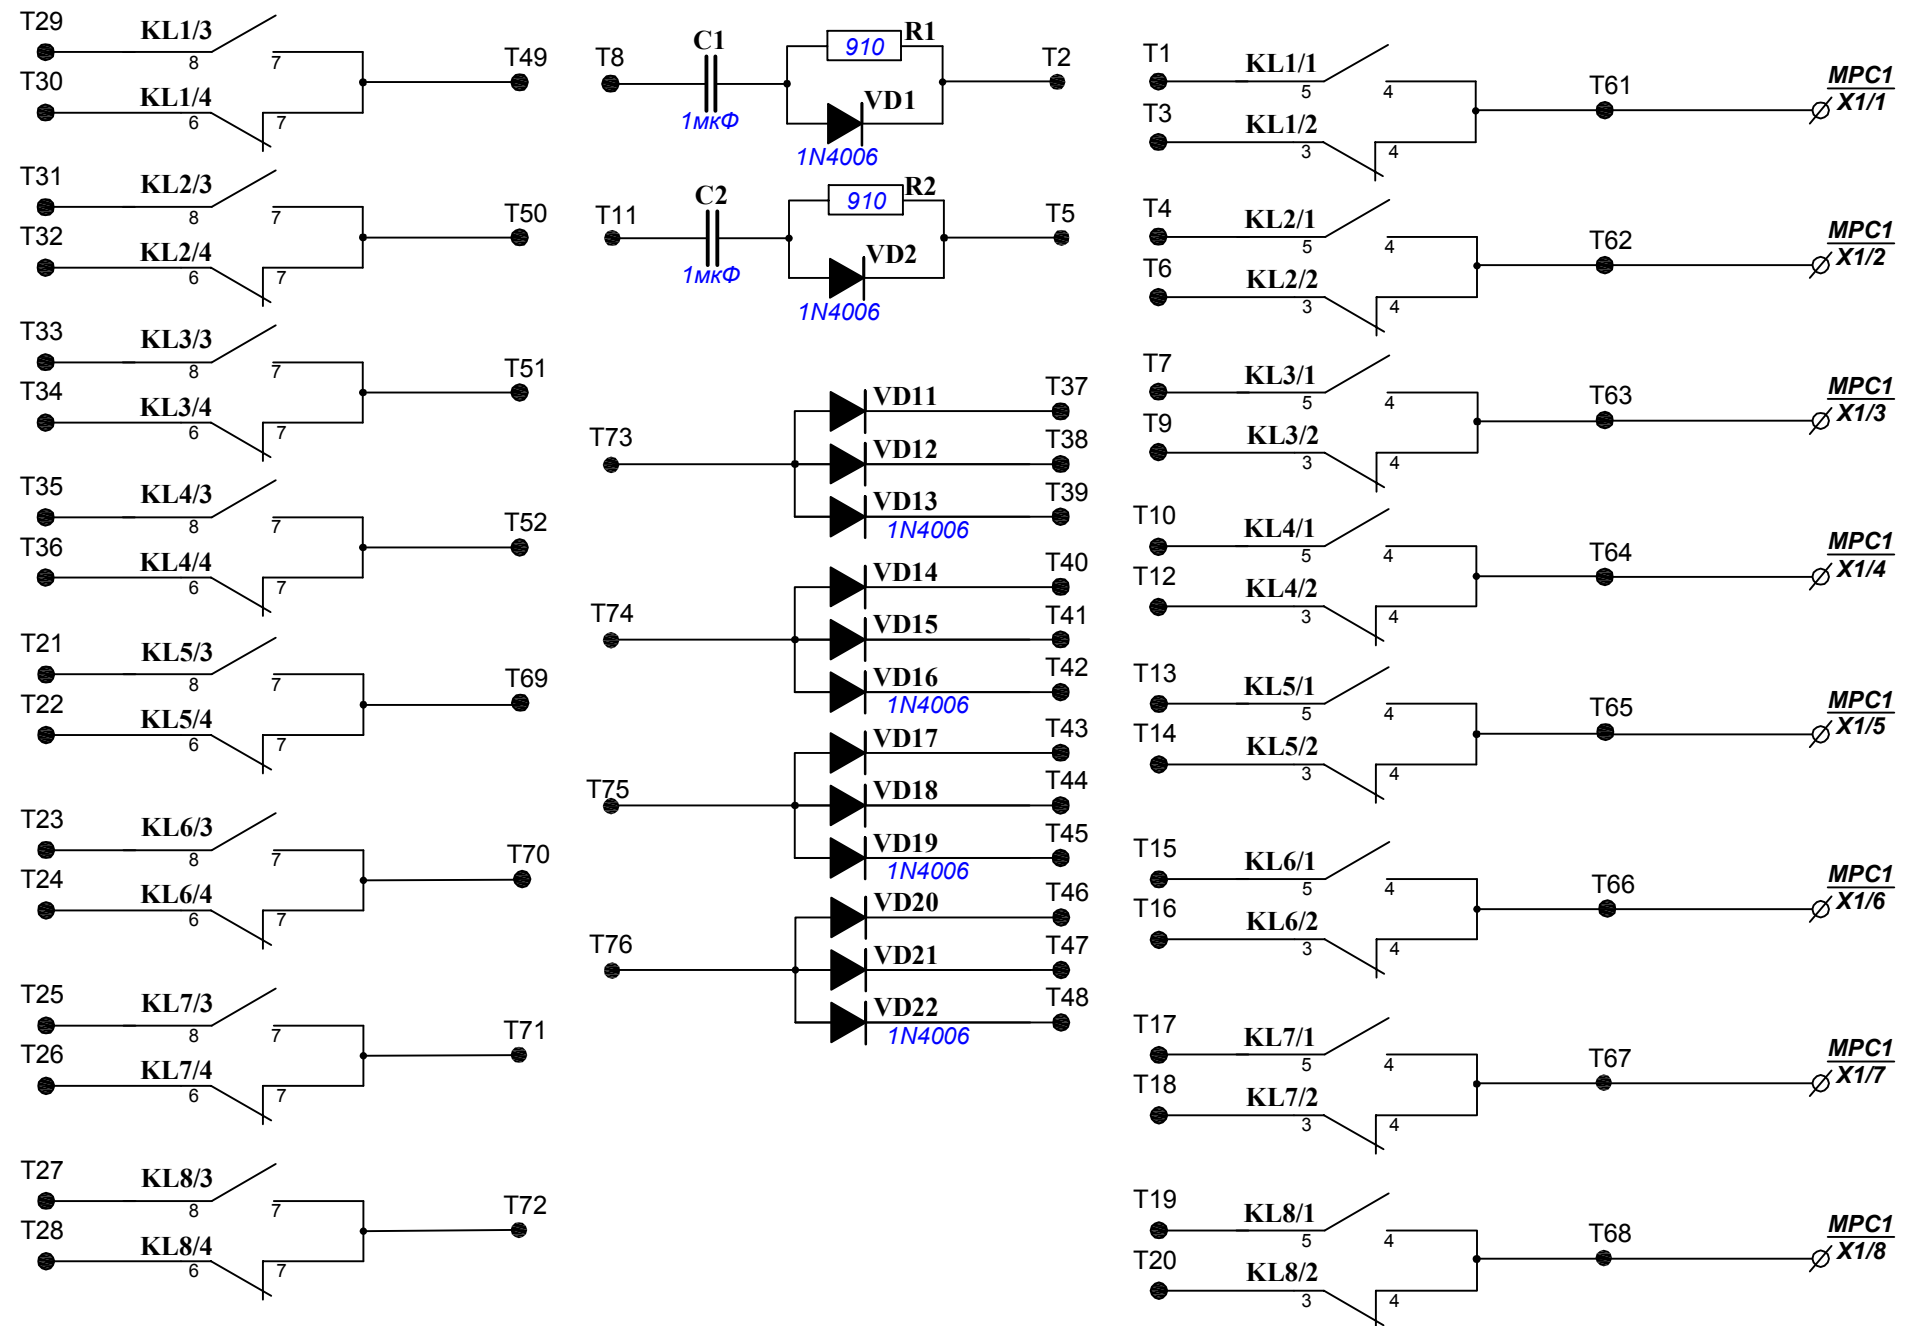 T29
KL1/3
8
7
T30
KL1/4
6
7
T49
T31
KL2/3
8
7
T32
KL2/4
6
7
T50
T33
KL3/3
8
7
T34
KL3/4
6
7
T51
T35
KL4/3
8
7
T36
KL4/4
6
7
T52
T21
KL5/3
8
7
T22
KL5/4
6
7
T69
T23
KL6/3
8
7
T24
KL6/4
6
7
T70
T25
KL7/3
8
7
T26
KL7/4
6
7
T71
T27
KL8/3
8
7
T28
KL8/4
6
7
T72
T8
C1
1мкФ
910
R1
VD1
1N4006
T2
T11
C2
1мкФ
910
R2
VD2
1N4006
T5
T73
VD11
T37
VD12
T38
VD13
T39
1N4006
T74
VD14
T40
VD15
T41
VD16
T42
1N4006
T75
VD17
T43
VD18
T44
VD19
T45
1N4006
T76
VD20
T46
VD21
T47
VD22
T48
1N4006
T1
KL1/1
5
4
T3
KL1/2
3
4
T61
MPC1
X1/1
T4
KL2/1
5
4
T6
KL2/2
3
4
T62
MPC1
X1/2
T7
KL3/1
5
4
T9
KL3/2
3
4
T63
MPC1
X1/3
T10
KL4/1
5
4
T12
KL4/2
3
4
T64
MPC1
X1/4
T13
KL5/1
5
4
T14
KL5/2
3
4
T65
MPC1
X1/5
T15
KL6/1
5
4
T16
KL6/2
3
4
T66
MPC1
X1/6
T17
KL7/1
5
4
T18
KL7/2
3
4
T67
MPC1
X1/7
T19
KL8/1
5
4
T20
KL8/2
3
4
T68
MPC1
X1/8